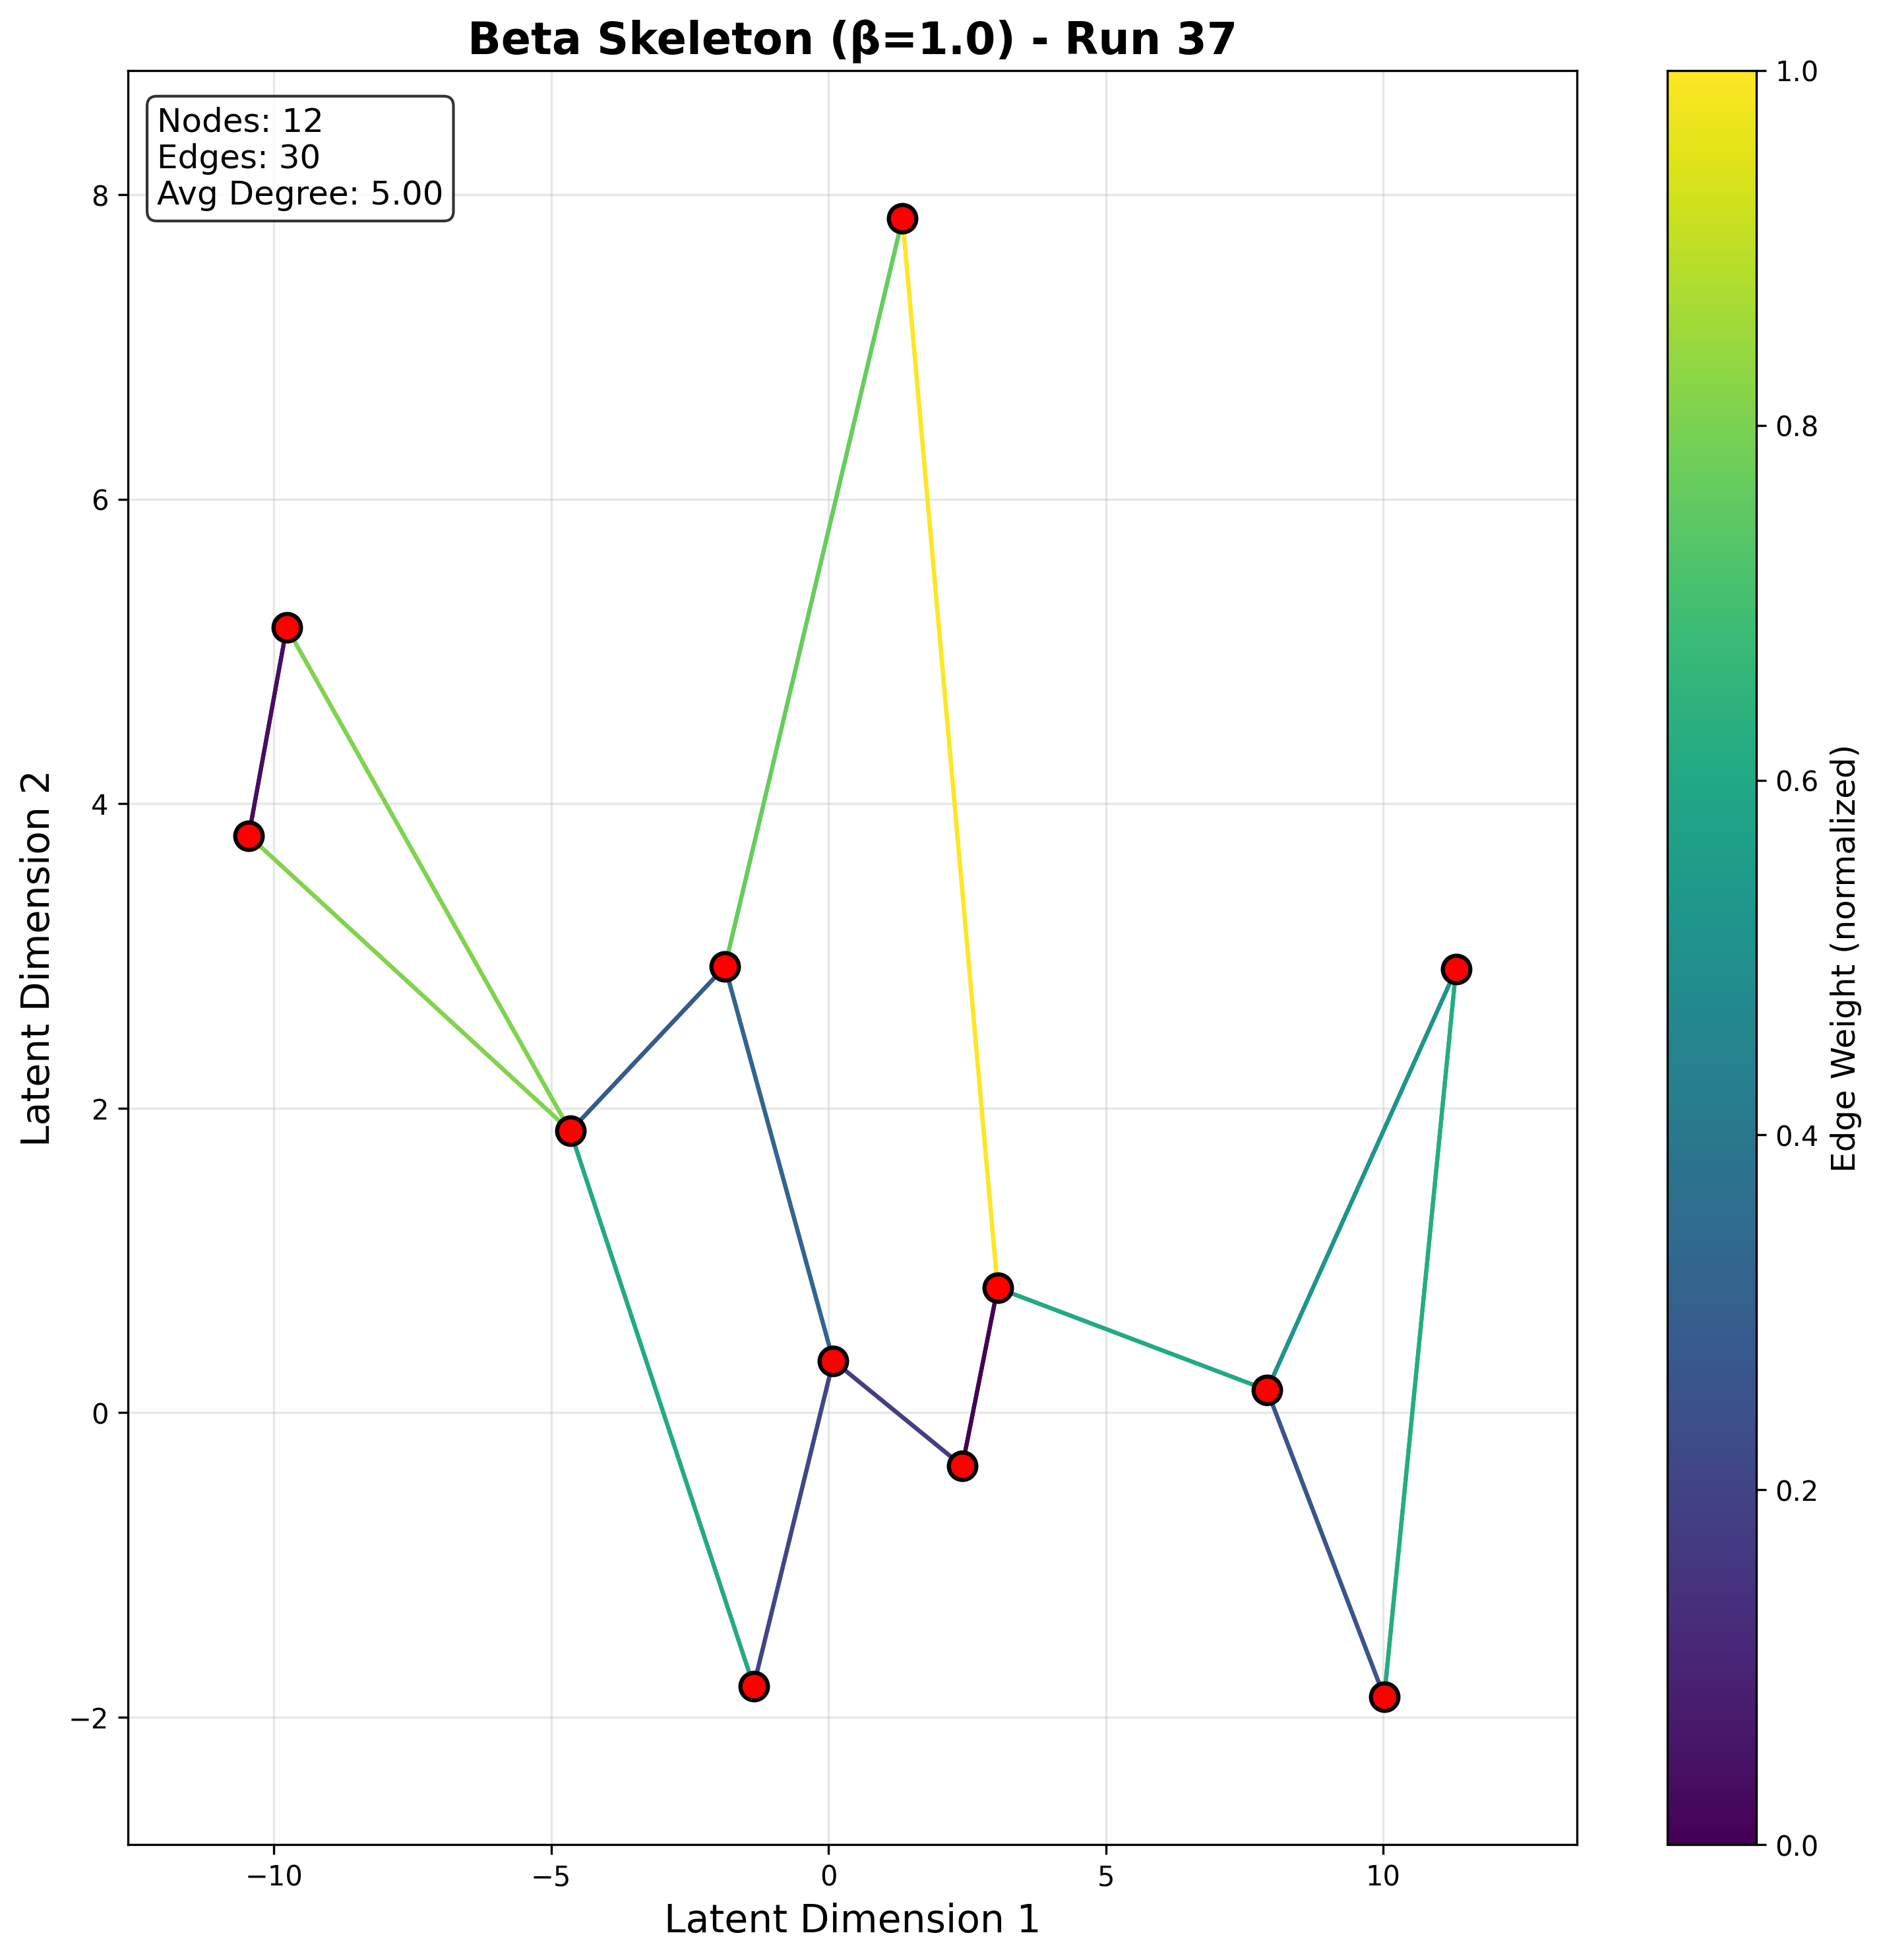 Beta Skeleton (β=1.0) - Run 37
Nodes: 12
Edges: 30
Avg Degree: 5.00
8
6
4
2
0
−2
Latent Dimension 2
−10
−5
0
5
10
Latent Dimension 1
1.0
0.8
0.6
0.4
0.2
0.0
Edge Weight (normalized)